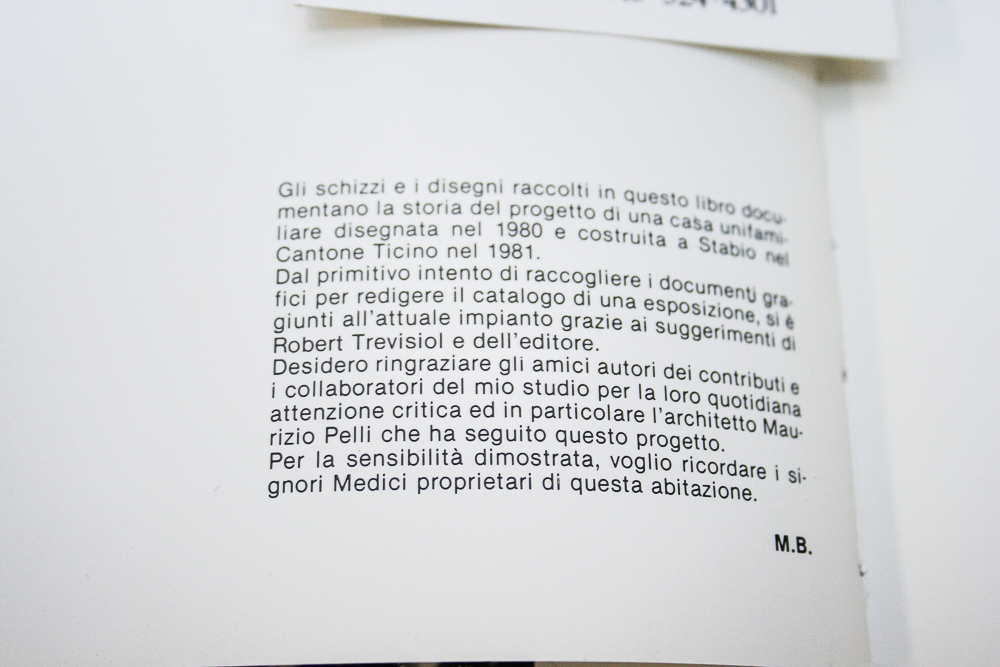 524-4301
Gli schizzi e i disegni raccolti in questo libro docu-
mentano la storia del progetto di una casa unifami-
liare disegnata nel 1980 e costruita a Stabio nel
Cantone Ticino nel 1981.
Dal primitivo intento di raccogliere i documenti gra-
fici per redigere il catalogo di una esposizione, si è
giunti all'attuale impianto grazie ai suggerimenti di
Robert Trevisiol e dell'editore.
Desidero ringraziare gli amici autori dei contributi e
i collaboratori del mio studio per la loro quotidiana
attenzione critica ed in particolare l'architetto Mau-
rizio Pelli che ha seguito questo progetto.
Per la sensibilità dimostrata, voglio ricordare i si-
gnori Medici proprietari di questa abitazione.
M.B.